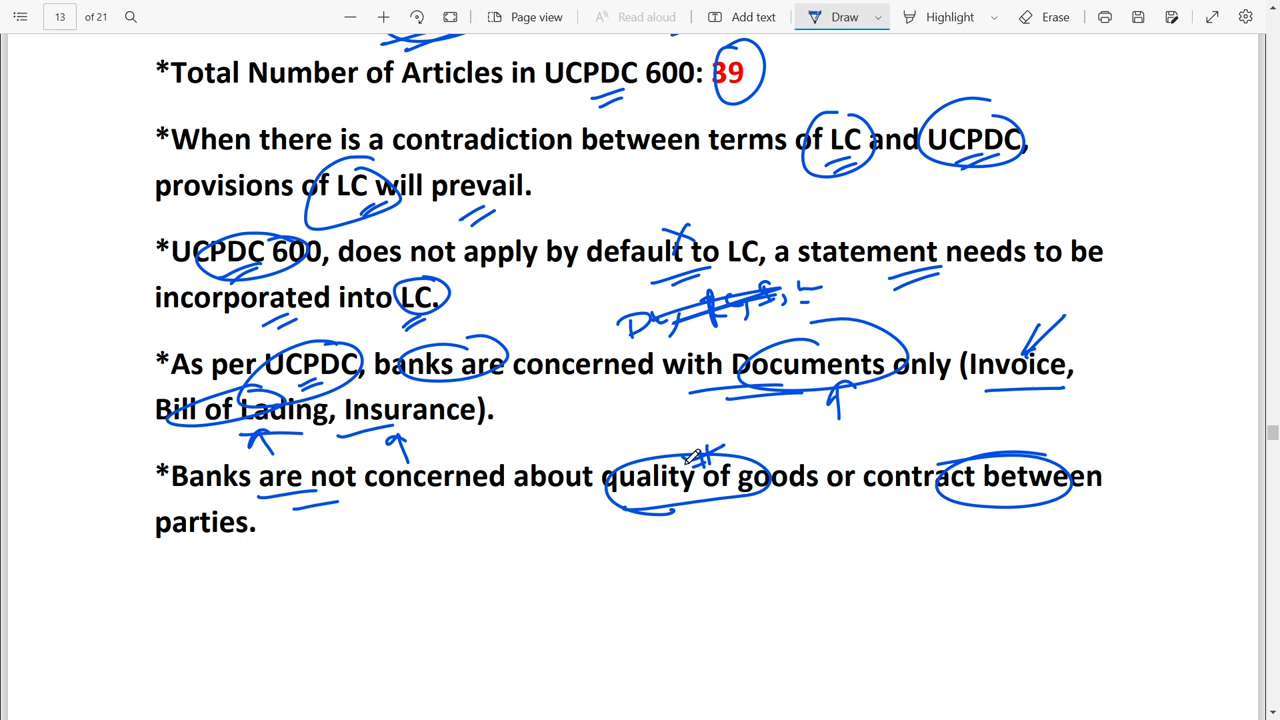 13 of 21 Page view Read aloud Add text Draw Highlight Erase
*Total Number of Articles in UCPDC 600: 39
*When there is a contradiction between terms of LC and UCPDC,
provisions of LC will prevail.
*UCPDC 600, does not apply by default to LC, a statement needs to be
incorporated into LC.
*As per UCPDC, banks are concerned with Documents only (Invoice,
Bill of Lading, Insurance).
*Banks are not concerned about quality of goods or contract between
parties.